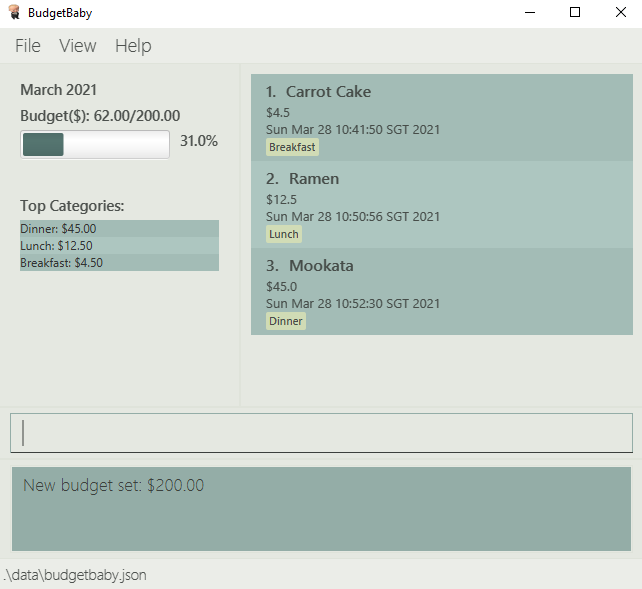 BudgetBaby
File View Help
March 2021
Budget($): 62.00/200.00
31.0%
Top Categories:
Dinner: $45.00
Lunch: $12.50
Breakfast: $4.50
1. Carrot Cake
$4.5
Sun Mar 28 10:41:50 SGT 2021
Breakfast
2. Ramen
$12.5
Sun Mar 28 10:50:56 SGT 2021
Lunch
3. Mookata
$45.0
Sun Mar 28 10:52:30 SGT 2021
Dinner
New budget set: $200.00
.\data\budgetbaby.json